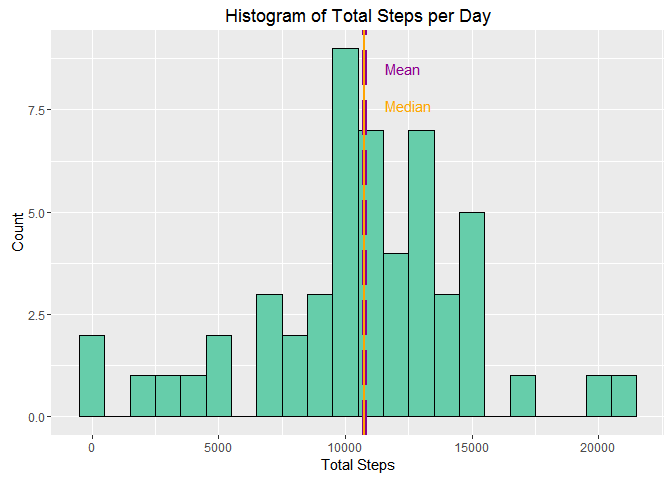 Histogram of Total Steps per Day
Mean
Median
7.5
5.0
2.5
0.0
Count
0 5000 10000 15000 20000
Total Steps